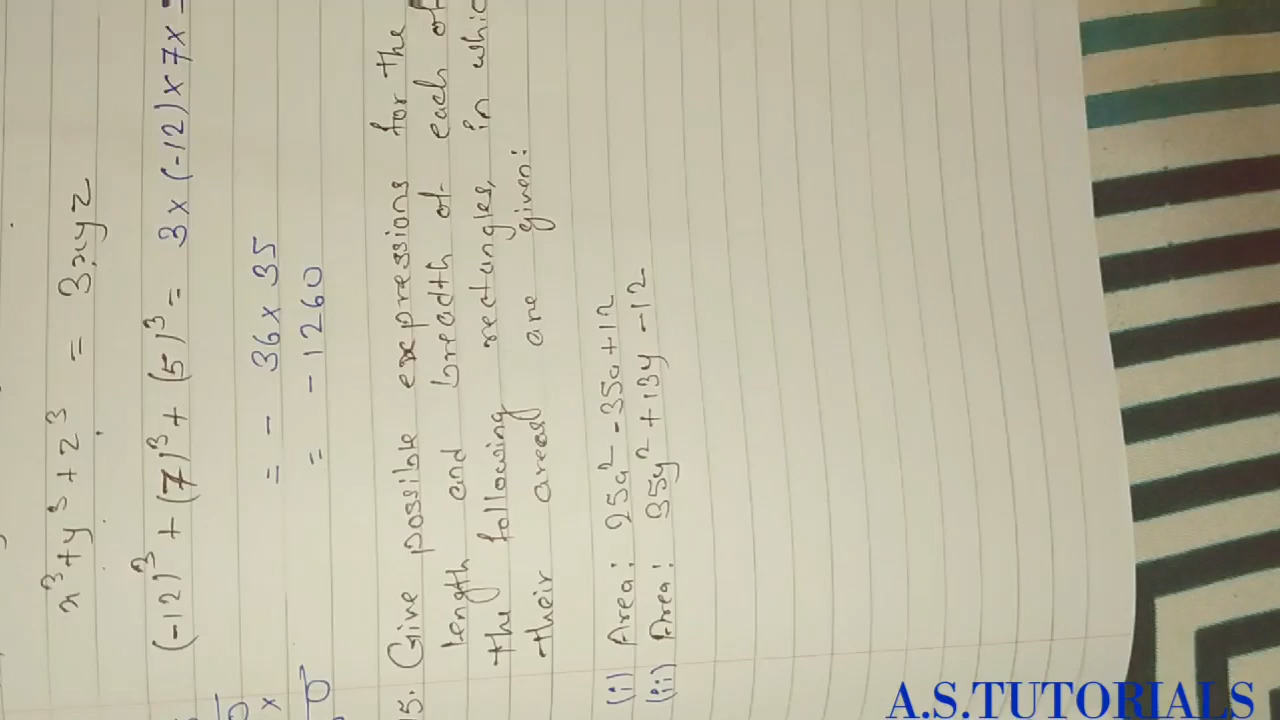 x³ + y³ + z³ = 3xyz
(-12)³ + (7)³ + (5)³ = 3 x (-12) x 7 x
= - 36 x 35
= - 1260
15. Give possible expressions for the
length and breadth of each of
the following rectangles, in
their areas are given:
(i) Area: 25a² - 35a + 12
(ii) Area: 35y² + 13y - 12
A.S.TUTORIALS